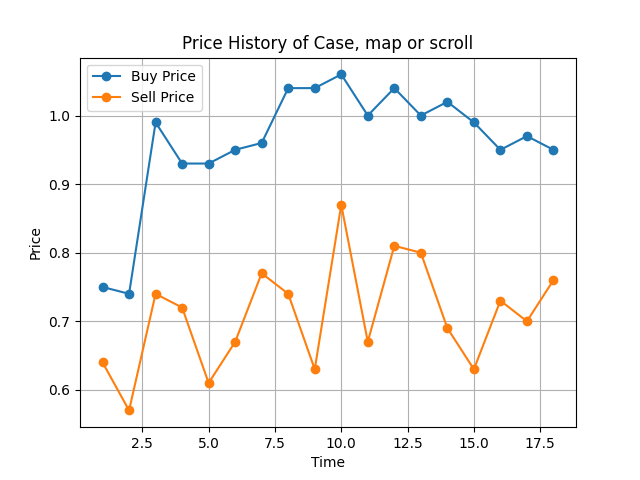 Price History of Case, map or scroll
Buy Price
Sell Price
1.0
0.9
0.8
0.7
0.6
Price
2.5 5.0 7.5 10.0 12.5 15.0 17.5
Time